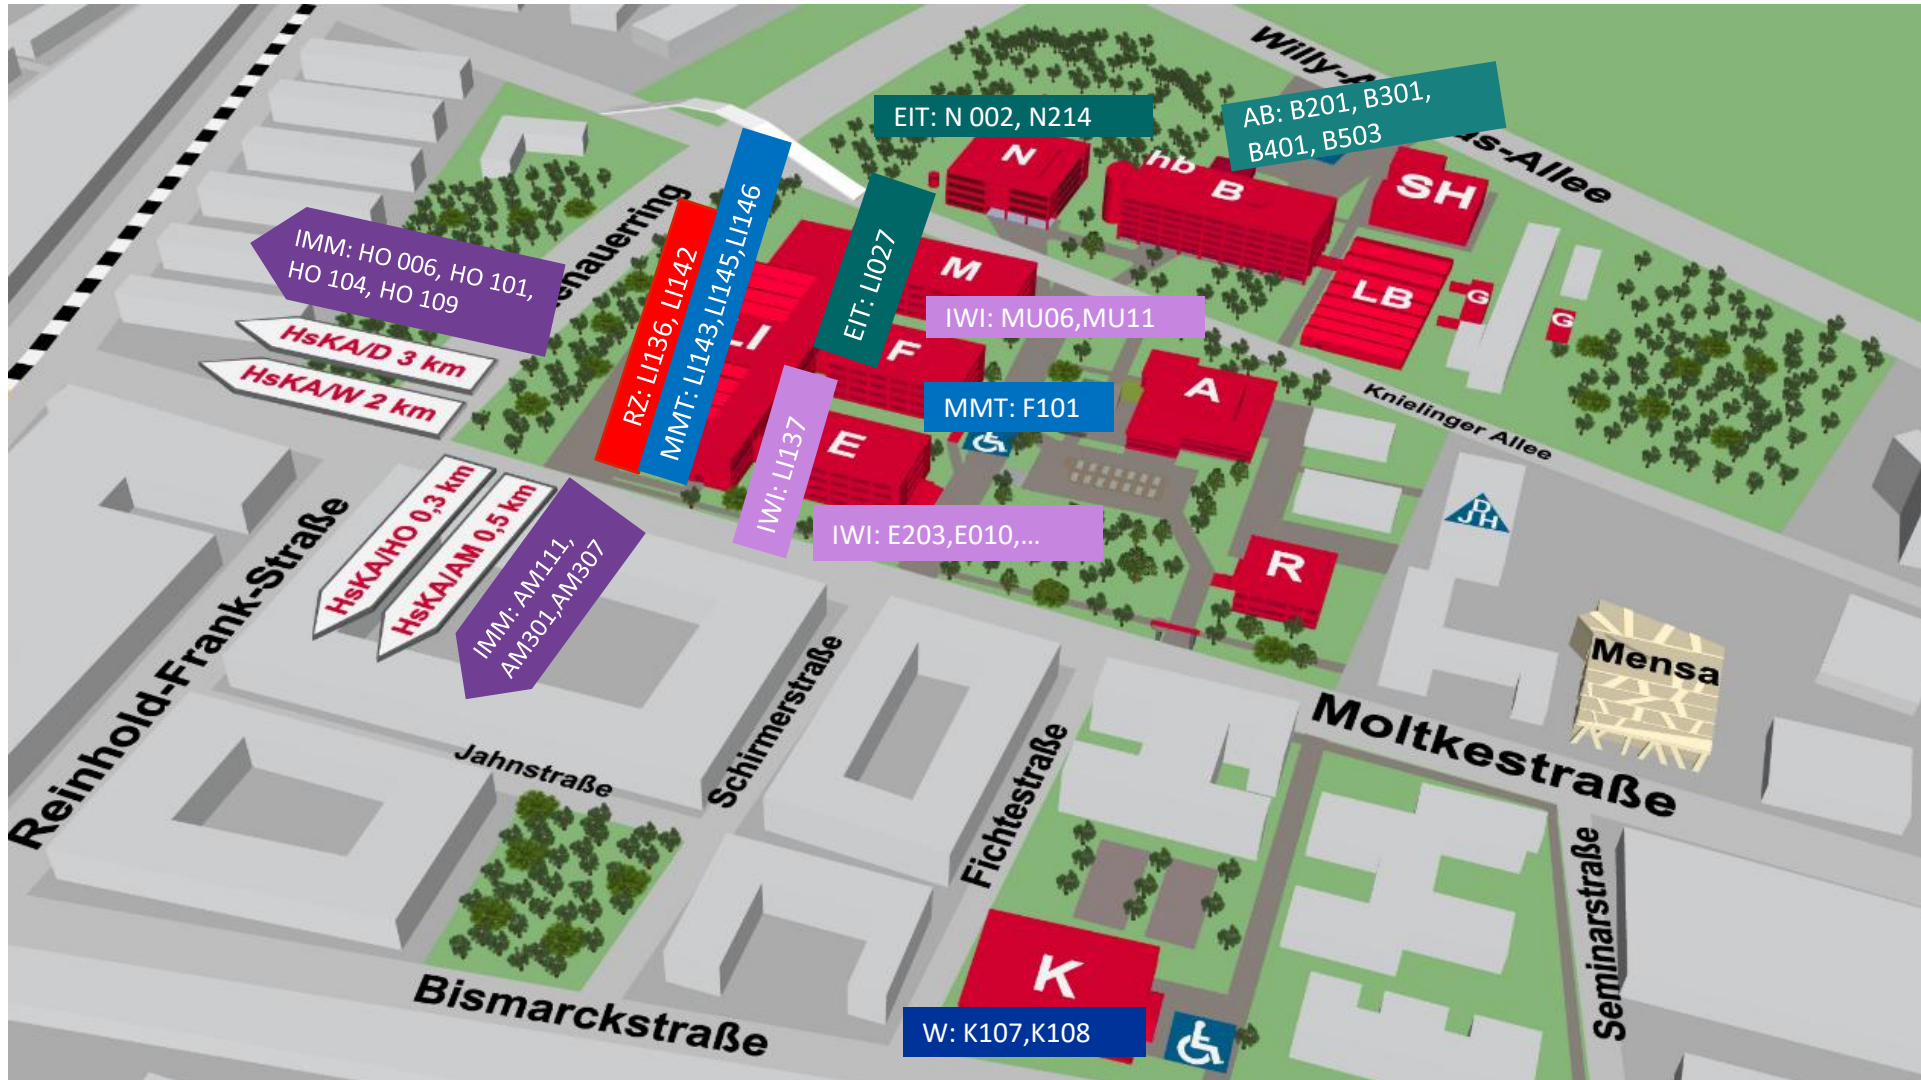 Willy-A
as-Allee
EIT: N 002, N214
AB: B201, B301,
B401, B503
N
hb
B
SH
LB
G
G
enauerring
IMM: HO 006, HO 101,
HO 104, HO 109
HsKA/D 3 km
HsKA/W 2 km
RZ: LI136, LI142
MMT: LI143,LI145,LI146
EIT: LI027
M
LI
F
IWI: MU06,MU11
A
MMT: F101
Knielinger Allee
E
IWI: LI137
IWI: E203,E010,...
HsKA/HO 0,3 km
HsKA/AM 0,5 km
IMM: AM111,
AM301,AM307
D
JH
R
Mensa
Reinhold-Frank-Straße
Jahnstraße
Schirmerstraße
Fichtestraße
Moltkestraße
Seminarstraße
Bismarckstraße
K
W: K107,K108